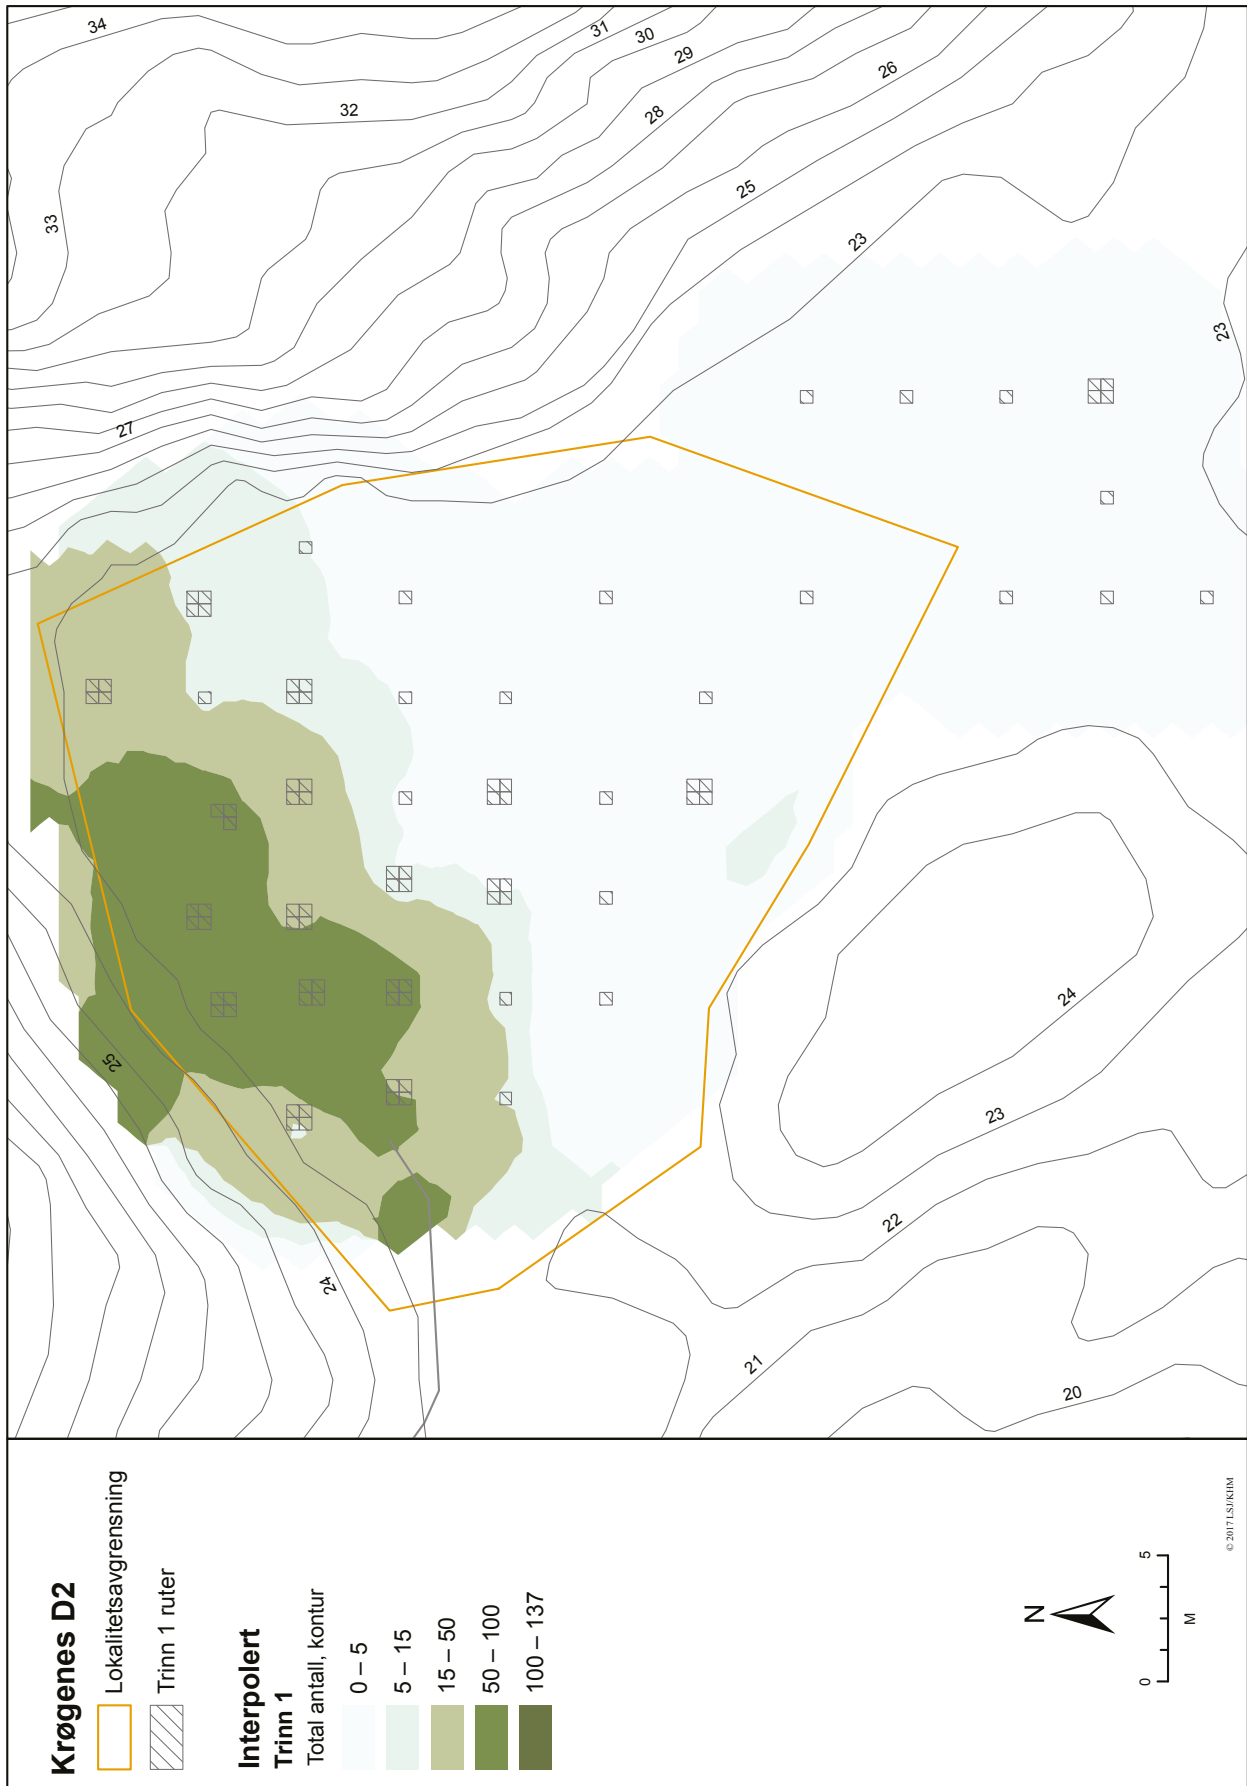 Krøgenes D2
Lokalitetsavgrensning
Trinn 1 ruter
Interpolert
Trinn 1
Total antall, kontur
0 – 5
5 – 15
15 – 50
50 – 100
100 – 137
N
0 5
M
© 2017 LSJ/KHM
34
33
32
31
30
29
28
27
26
25
23
23
25
24
24
23
22
21
20